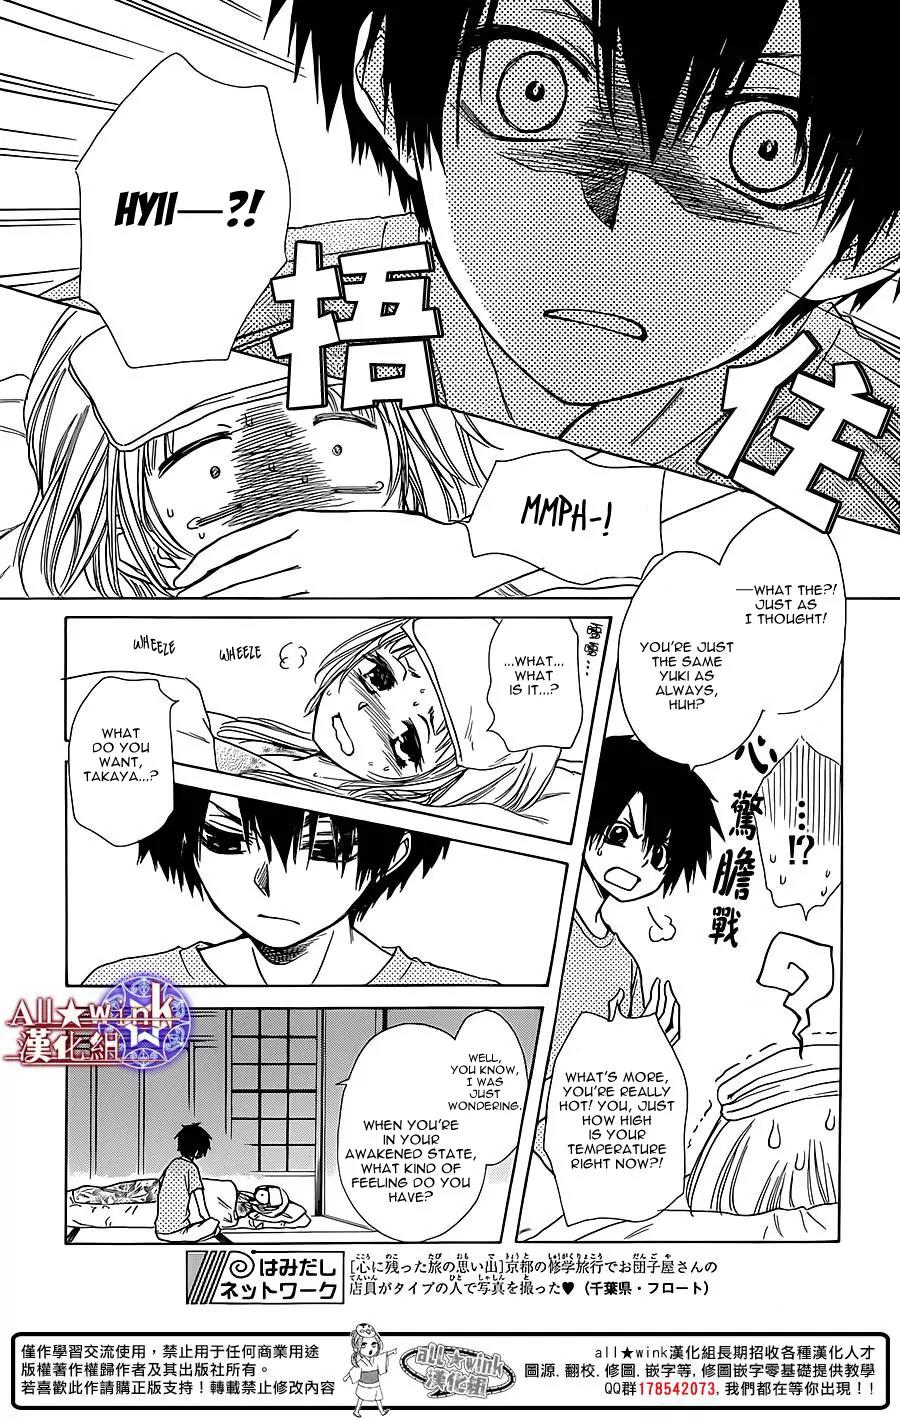 HYII——?!
捂住
MMPH-!
—WHAT THE?!
JUST AS
I THOUGHT!
YOU'RE JUST
THE SAME
YUKI AS
ALWAYS,
HUH?
…!?
心驚膽戰
WHAT'S MORE,
YOU'RE REALLY
HOT! YOU, JUST
HOW HIGH
IS YOUR
TEMPERATURE
RIGHT NOW?!
...WHAT...
WHAT
IS IT...?
WHEEZE
WHEEZE
WHAT
DO YOU
WANT,
TAKAYA...?
WELL,
YOU KNOW,
I WAS
JUST
WONDERING.
WHEN YOU'RE
IN YOUR
AWAKENED STATE,
WHAT KIND OF
FEELING DO YOU
HAVE?
All★wink
漢化組
はみだし
ネットワーク
[心に残った旅の思い出]京都の修学旅行でお団子屋さんの
店員がタイプの人で写真を撮った♥（千葉県・フロート）
僅作學習交流使用，禁止用于任何商業用途
版權著作權歸作者及其出版社所有。
若喜歡此作請購正版支持！轉載禁止修改內容
all★wink
漢化組
all★wink漢化組長期招收各種漢化人才
圖源. 翻校. 修圖. 嵌字等, 修圖嵌字零基礎提供教學
QQ群178542073, 我們都在等你出現！！